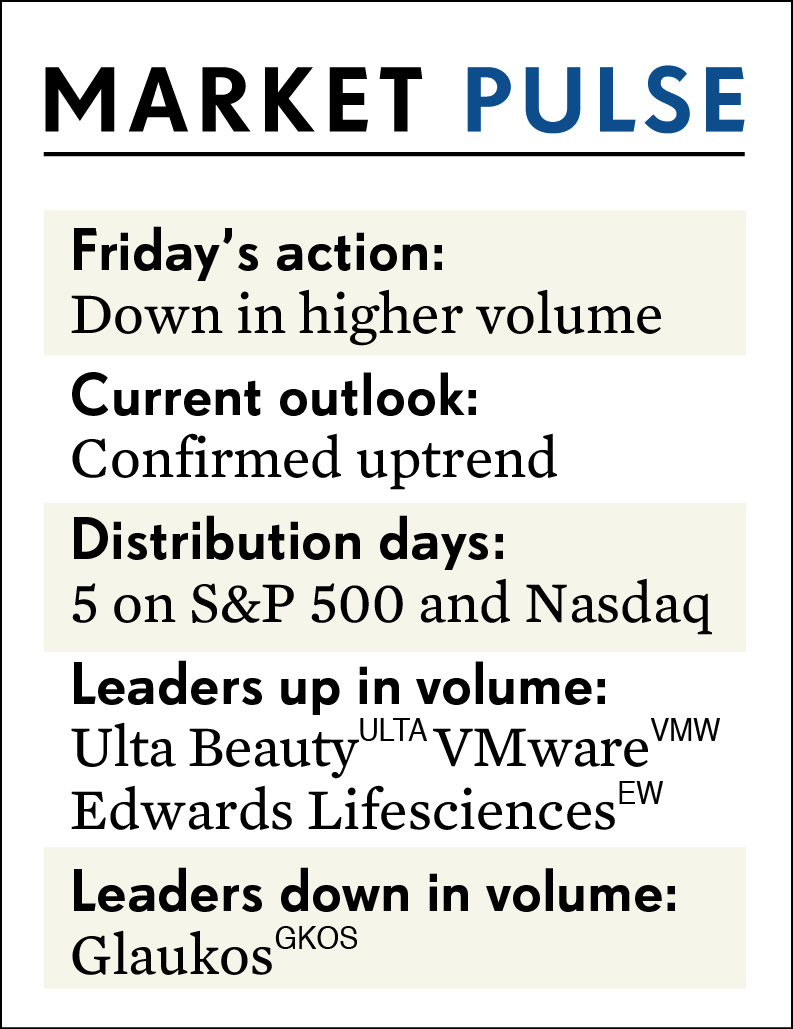 MARKET PULSE
Friday’s action:
Down in higher volume
Current outlook:
Confirmed uptrend
Distribution days:
5 on S&P 500 and Nasdaq
Leaders up in volume:
Ulta Beauty ULTA VMware VMW
Edwards Lifesciences EW
Leaders down in volume:
Glaukos GKOS